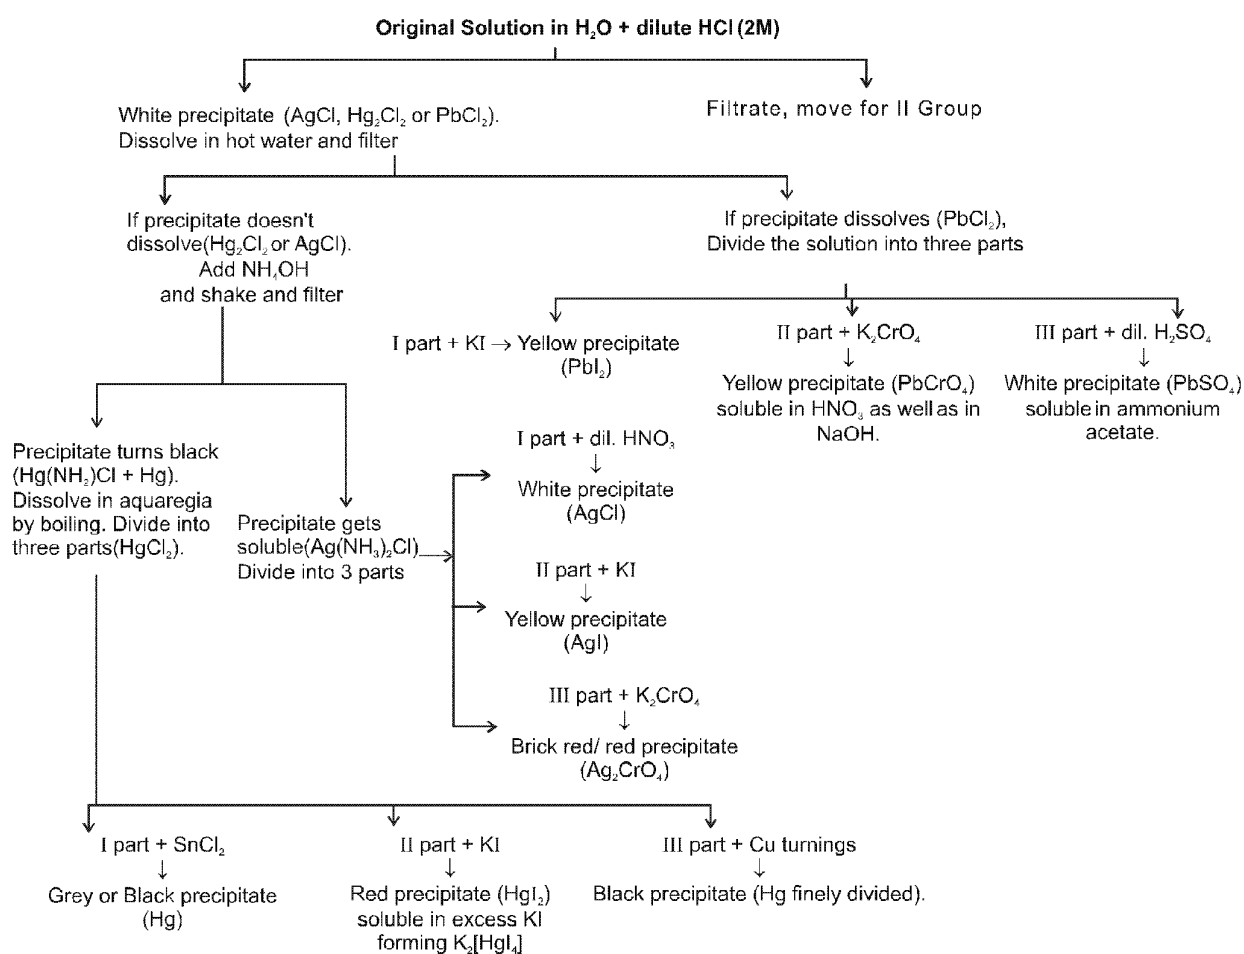 Original Solution in H₂O + dilute HCl (2M)
White precipitate (AgCl, Hg₂Cl₂ or PbCl₂).
Dissolve in hot water and filter
Filtrate, move for II Group
If precipitate doesn't
dissolve(Hg₂Cl₂ or AgCl).
Add NH₄OH
and shake and filter
If precipitate dissolves (PbCl₂),
Divide the solution into three parts
I part + KI → Yellow precipitate
(PbI₂)
II part + K₂CrO₄
↓
Yellow precipitate (PbCrO₄)
soluble in HNO₃ as well as in
NaOH.
III part + dil. H₂SO₄
↓
White precipitate (PbSO₄)
soluble in ammonium
acetate.
Precipitate turns black
(Hg(NH₂)Cl + Hg).
Dissolve in aquaregia
by boiling. Divide into
three parts(HgCl₂).
Precipitate gets
soluble(Ag(NH₃)₂Cl)
Divide into 3 parts
I part + dil. HNO₃
↓
White precipitate
(AgCl)
II part + KI
↓
Yellow precipitate
(AgI)
III part + K₂CrO₄
↓
Brick red/ red precipitate
(Ag₂CrO₄)
I part + SnCl₂
↓
Grey or Black precipitate
(Hg)
II part + KI
↓
Red precipitate (HgI₂)
soluble in excess KI
forming K₂[HgI₄]
III part + Cu turnings
↓
Black precipitate (Hg finely divided).